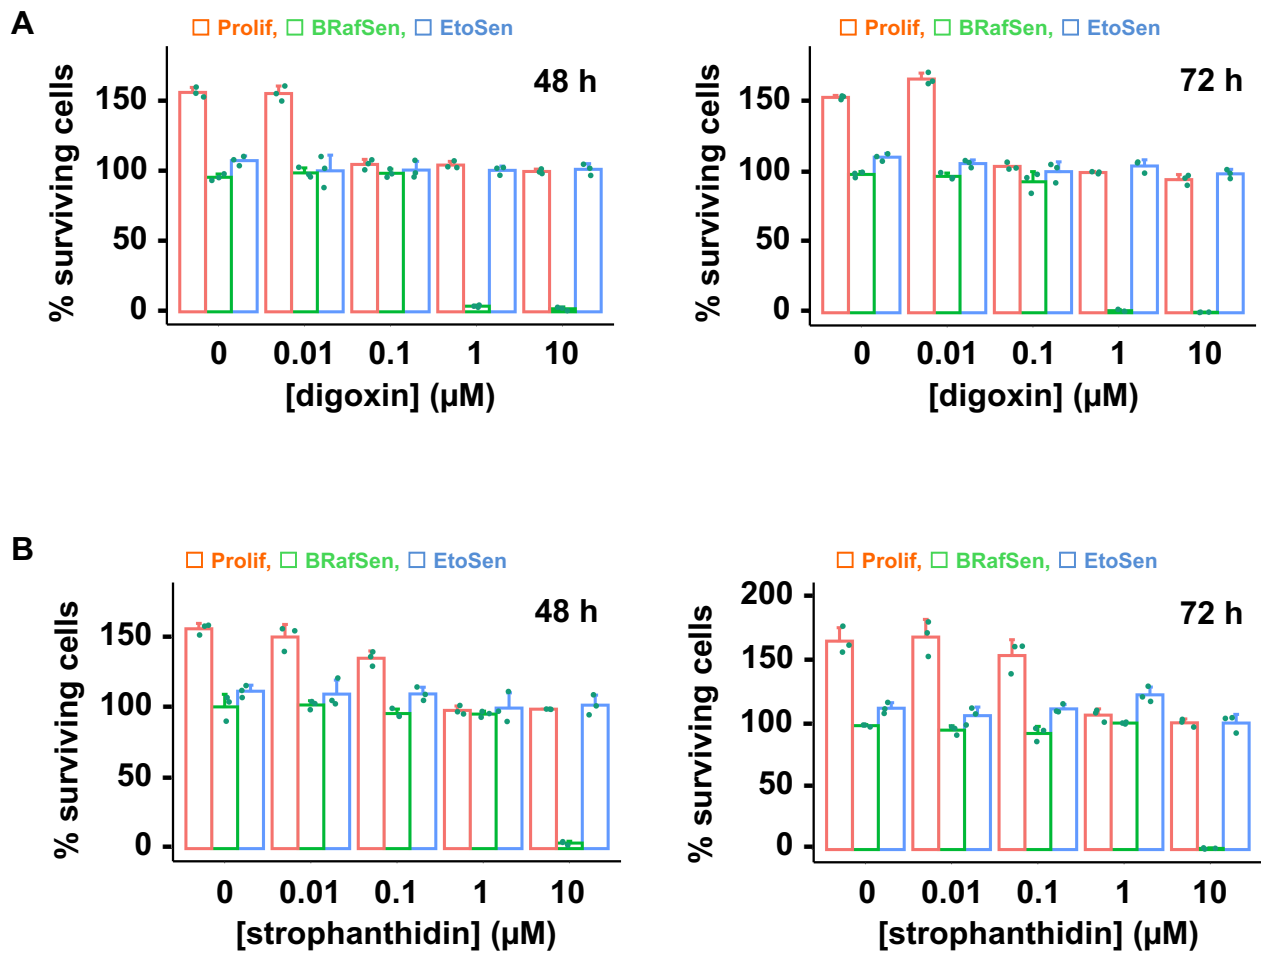 A
Prolif, BRafSen, EtoSen
48 h
% surviving cells
150
100
50
0
0 0.01 0.1 1 10
[digoxin] (µM)
Prolif, BRafSen, EtoSen
72 h
% surviving cells
150
100
50
0
0 0.01 0.1 1 10
[digoxin] (µM)
B
Prolif, BRafSen, EtoSen
48 h
% surviving cells
150
100
50
0
0 0.01 0.1 1 10
[strophanthidin] (µM)
Prolif, BRafSen, EtoSen
72 h
% surviving cells
200
150
100
50
0
0 0.01 0.1 1 10
[strophanthidin] (µM)